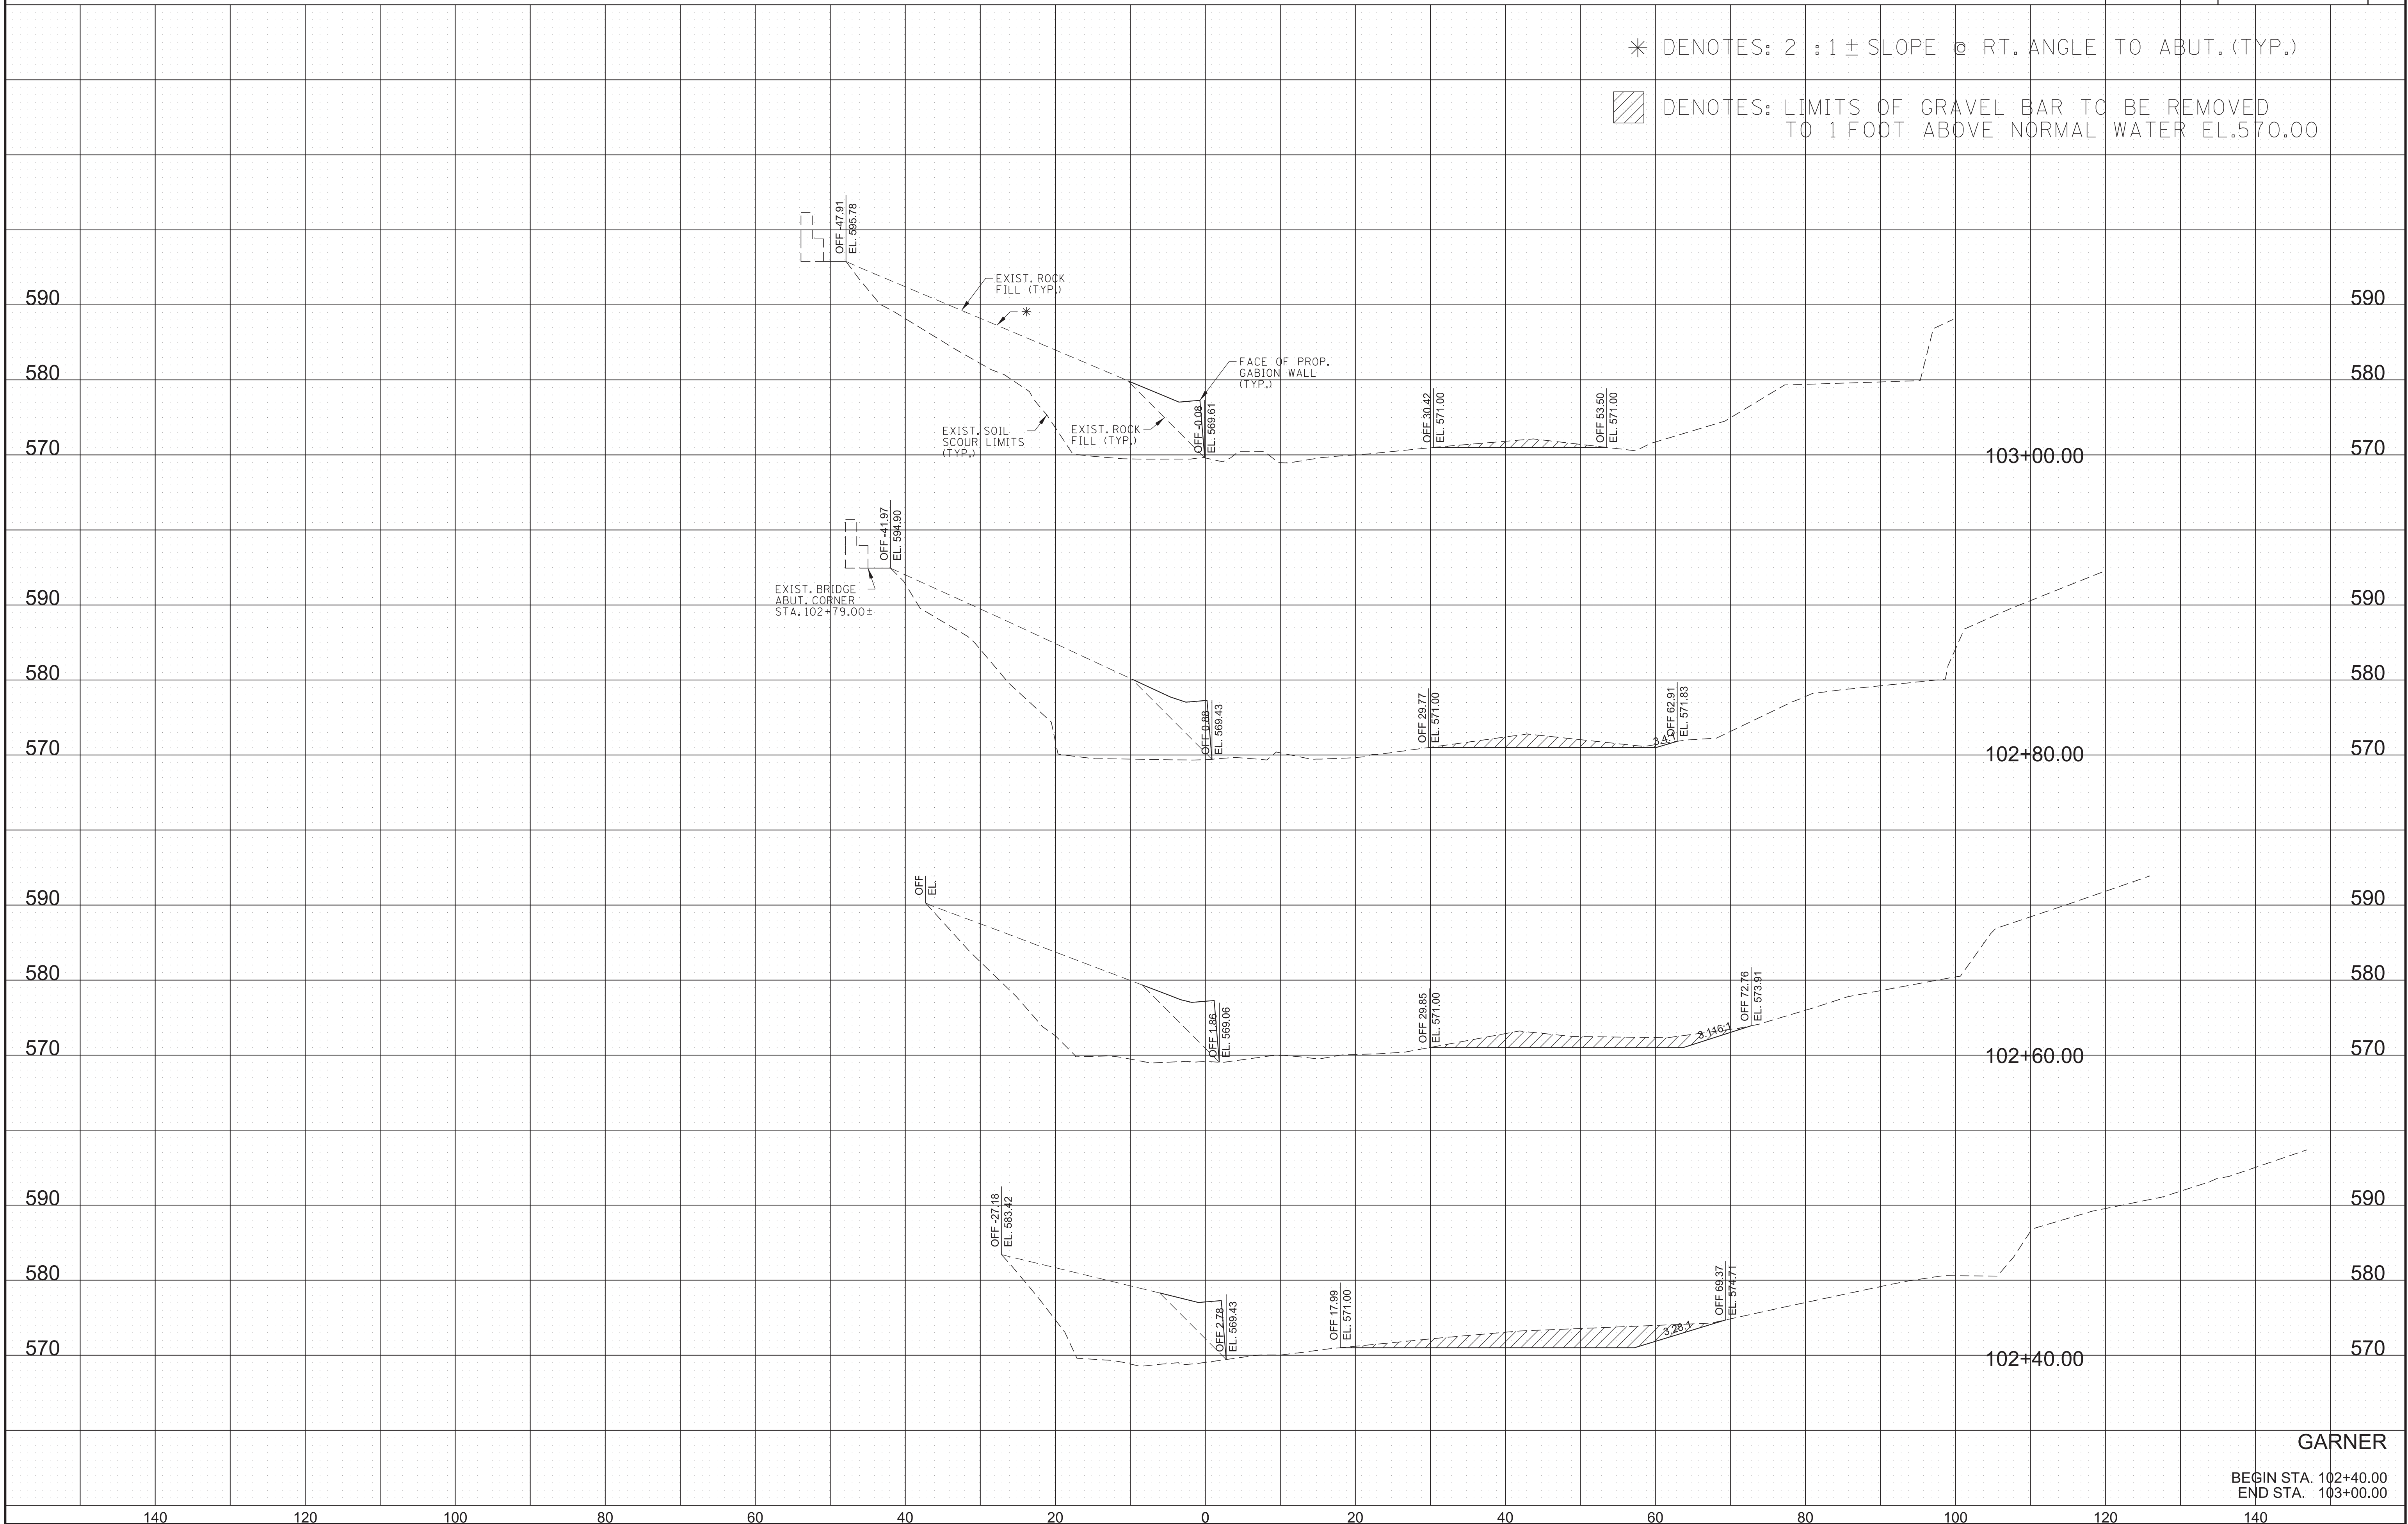 ✳ DENOTES: 2 :1± SLOPE @ RT. ANGLE TO ABUT. (TYP.)
DENOTES: LIMITS OF GRAVEL BAR TO BE REMOVED
TO 1 FOOT ABOVE NORMAL WATER EL. 570.00
OFF -47.91
EL. 595.78
EXIST. ROCK
FILL (TYP.)
✳
590
590
FACE OF PROP.
GABION WALL
(TYP.)
580
580
OFF -0.08
EL. 569.61
OFF 30.42
EL. 571.00
OFF 53.50
EL. 571.00
EXIST. SOIL
SCOUR LIMITS
(TYP.)
EXIST. ROCK
FILL (TYP.)
570
103+00.00
570
OFF -41.97
EL. 594.90
EXIST. BRIDGE
ABUT. CORNER
STA. 102+79.00±
590
590
580
580
OFF 0.88
EL. 569.43
OFF 29.77
EL. 571.00
3.4:1
OFF 62.91
EL. 571.83
570
102+80.00
570
OFF
EL.
590
590
580
580
OFF 1.86
EL. 569.06
OFF 29.85
EL. 571.00
3.116:1
OFF 72.76
EL. 573.91
570
102+60.00
570
OFF -27.18
EL. 583.42
590
590
580
580
OFF 2.78
EL. 569.43
OFF 17.99
EL. 571.00
3.28:1
OFF 69.37
EL. 574.71
570
102+40.00
570
GARNER
BEGIN STA. 102+40.00
END STA. 103+00.00
140 120 100 80 60 40 20 0 20 40 60 80 100 120 140